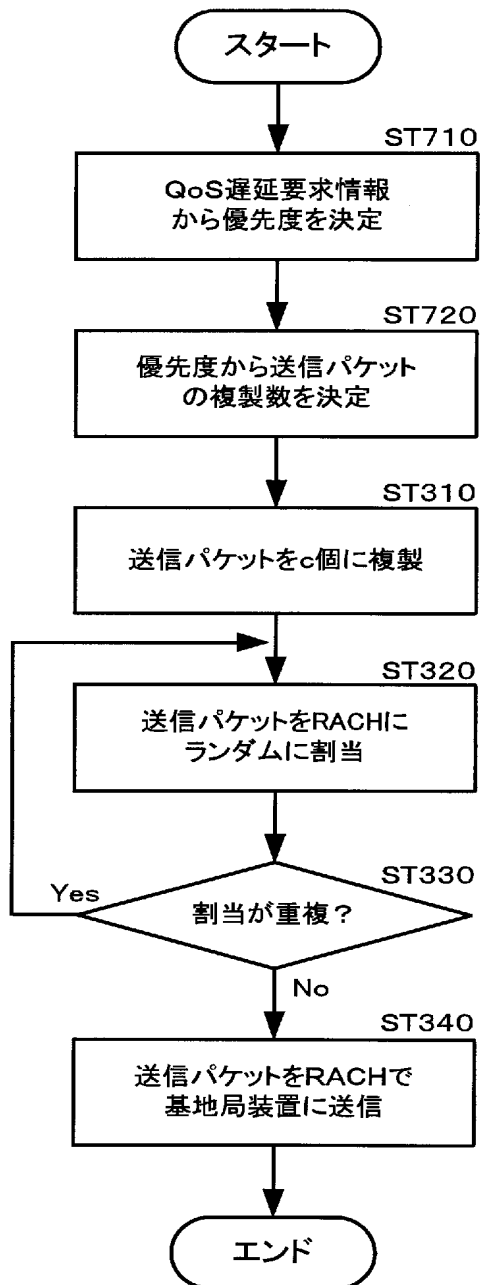 スタート
ST710
QoS遅延要求情報
から優先度を決定
ST720
優先度から送信パケット
の複製数を決定
ST310
送信パケットをc個に複製
ST320
送信パケットをRACHに
ランダムに割当
ST330
Yes
割当が重複？
No
ST340
送信パケットをRACHで
基地局装置に送信
エンド